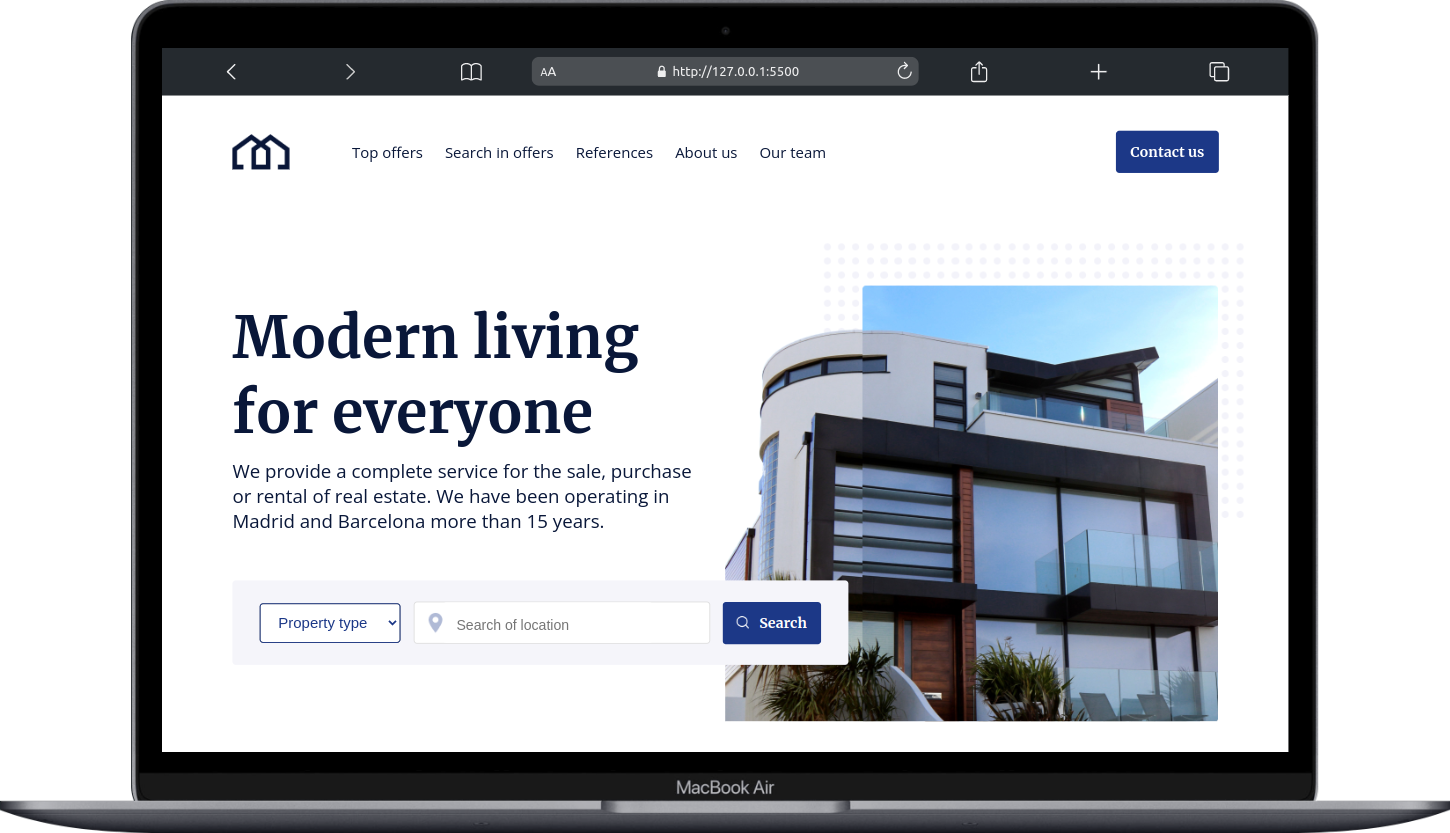 AA
http://127.0.0.1:5500
Top offers Search in offers References About us Our team
Contact us
Modern living
for everyone
We provide a complete service for the sale, purchase
or rental of real estate. We have been operating in
Madrid and Barcelona more than 15 years.
Property type
Search of location
Search
MacBook Air